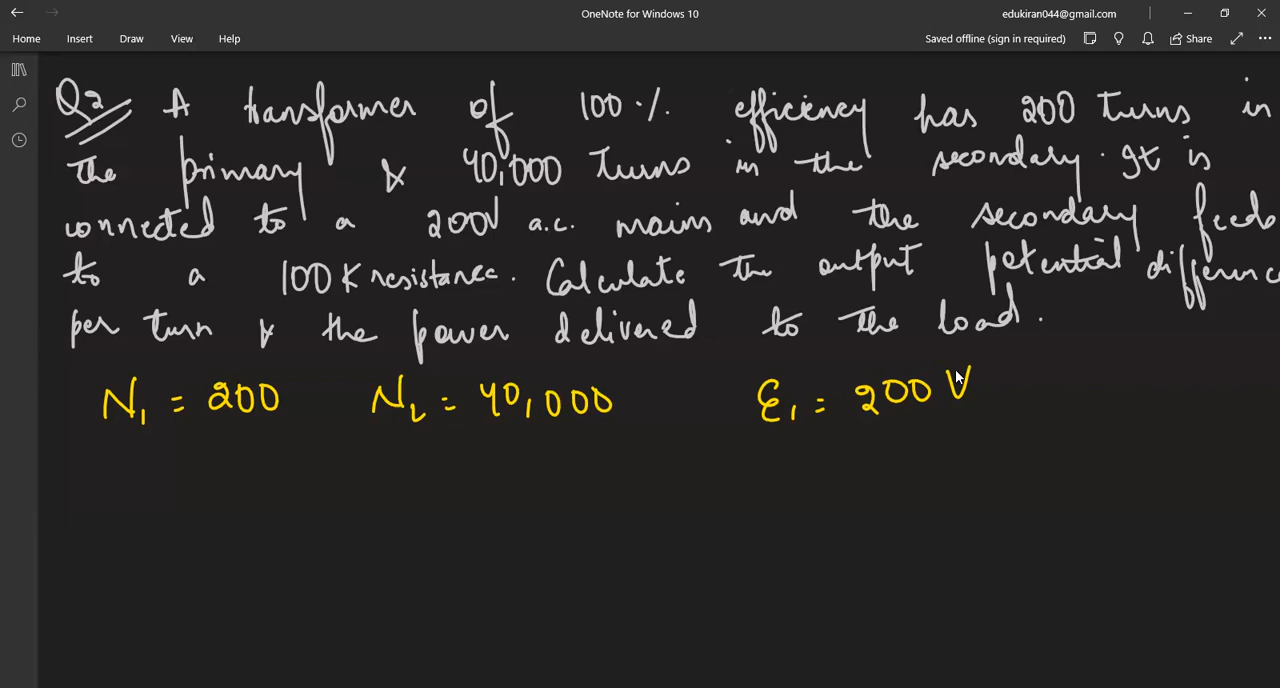 OneNote for Windows 10
edukiran044@gmail.com
Home Insert Draw View Help
Saved offline (sign in required) Share
Q2 A transformer of 100 % efficiency has 200 turns in
the primary & 40,000 turns in the secondary. It is
connected to a 200V a.c. mains and the secondary feeds
to a 100K resistance. Calculate the output potential differenc
per turn & the power delivered to the load.
N₁ = 200 N₂ = 40,000 ε₁ = 200 V